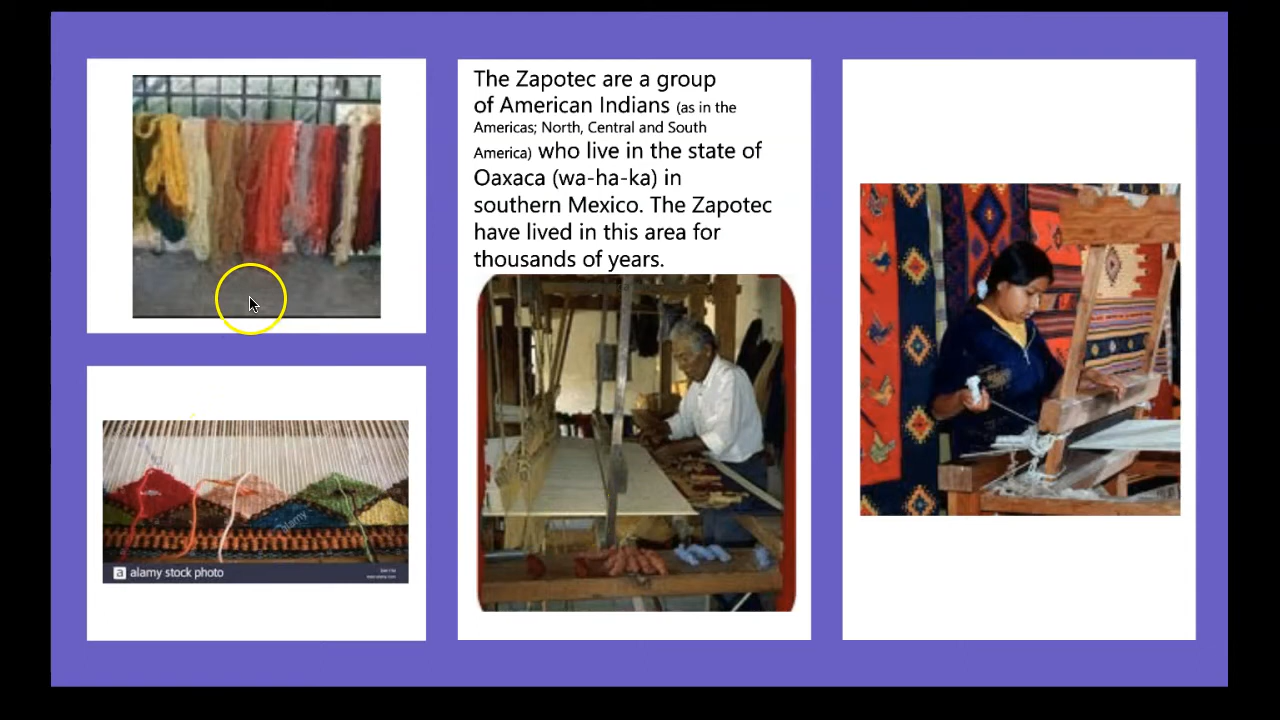 The Zapotec are a group
of American Indians (as in the
Americas; North, Central and South
America) who live in the state of
Oaxaca (wa-ha-ka) in
southern Mexico. The Zapotec
have lived in this area for
thousands of years.
alamy
a alamy stock photo